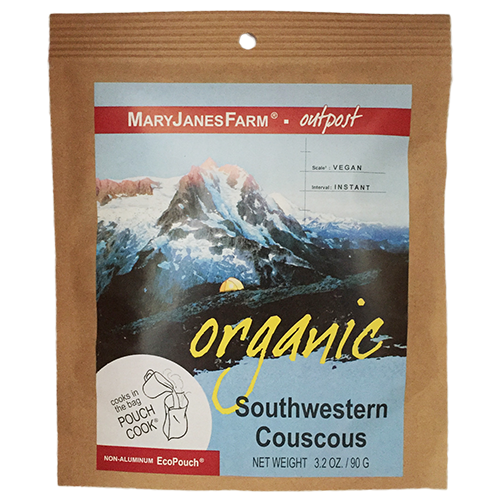 MARYJANESFARM® - outpost
Scale¹: VEGAN
Interval: INSTANT
organic
Southwestern
Couscous
NET WEIGHT 3.2 OZ. / 90 G
cooks in
the bag
POUCH
COOK®
NON-ALUMINUM EcoPouch®